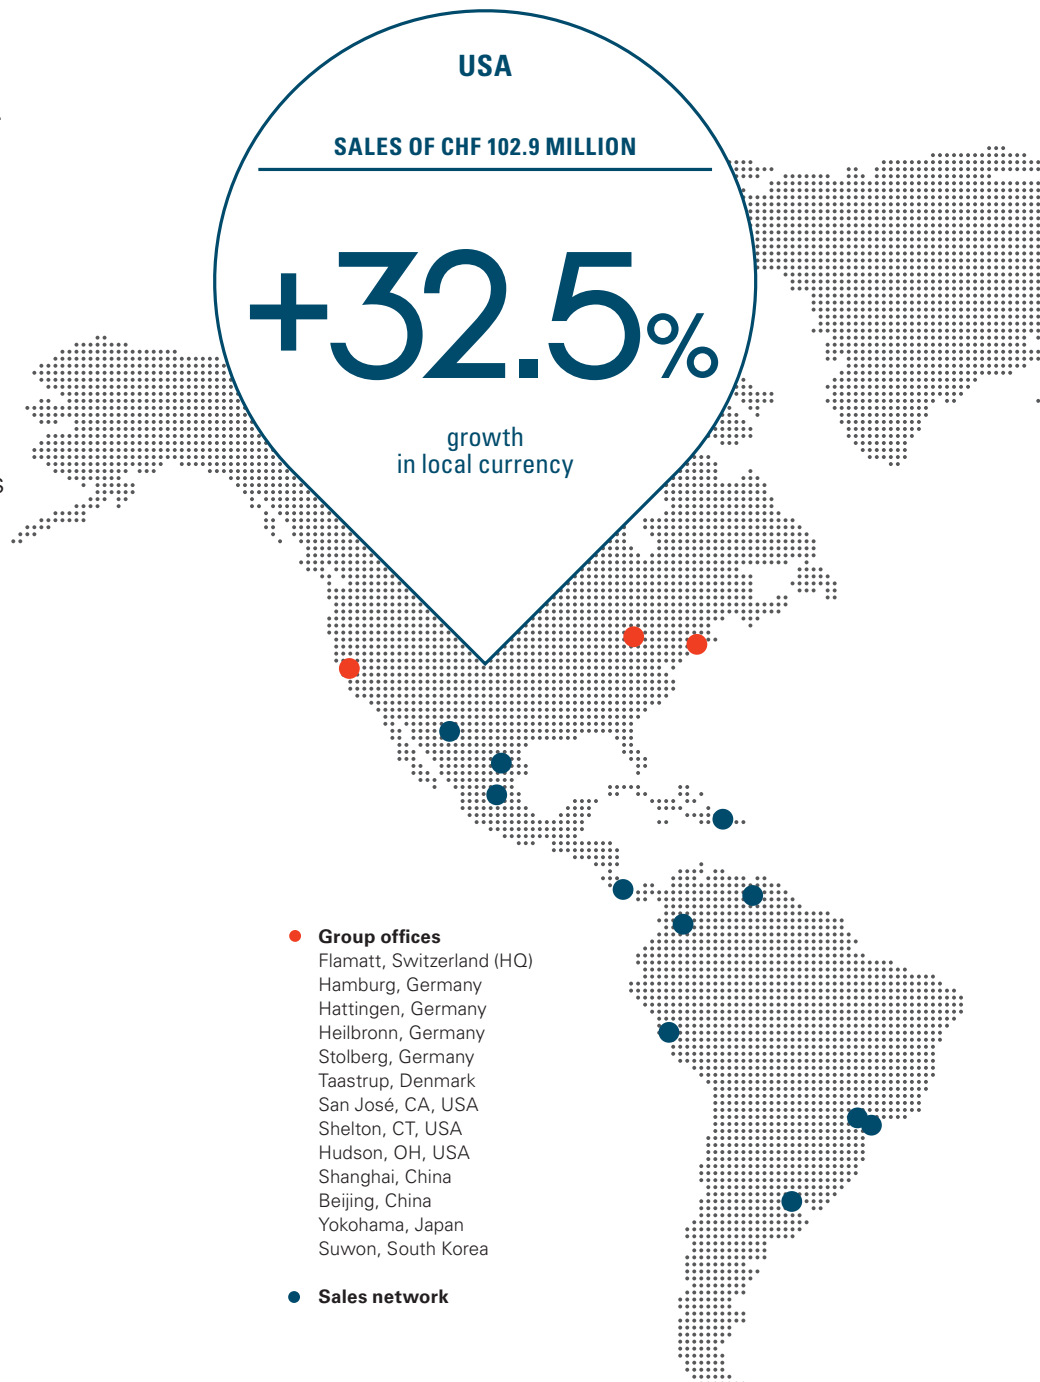 USA
SALES OF CHF 102.9 MILLION
+32.5%
growth
in local currency
s
Group offices
Flamatt, Switzerland (HQ)
Hamburg, Germany
Hattingen, Germany
Heilbronn, Germany
Stolberg, Germany
Taastrup, Denmark
San José, CA, USA
Shelton, CT, USA
Hudson, OH, USA
Shanghai, China
Beijing, China
Yokohama, Japan
Suwon, South Korea
Sales network